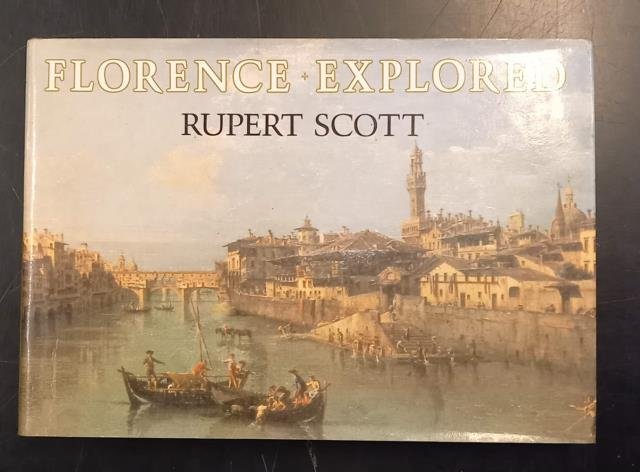 FLORENCE + EXPLORED
RUPERT SCOTT